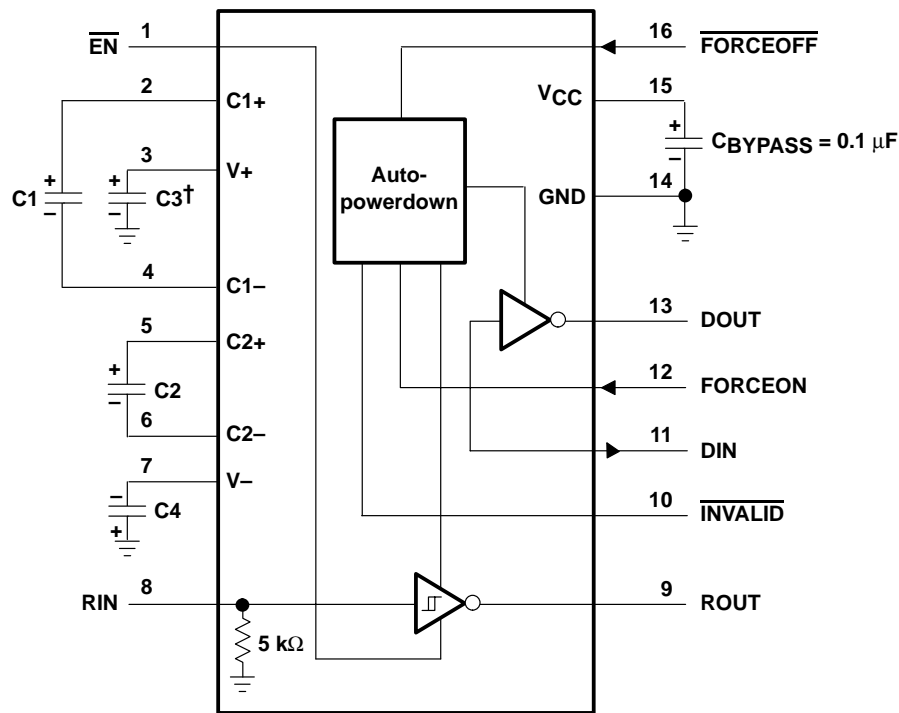 EN
1
16
FORCEOFF
2
C1+
VCC
15
+
CBYPASS = 0.1 µF
–
3
V+
Auto-
powerdown
C1
+
–
+
–
C3†
14
GND
4
C1–
5
C2+
13
DOUT
+
–
C2
12
FORCEON
6
C2–
11
DIN
7
V–
–
+
C4
10
INVALID
RIN
8
9
ROUT
5 kΩ